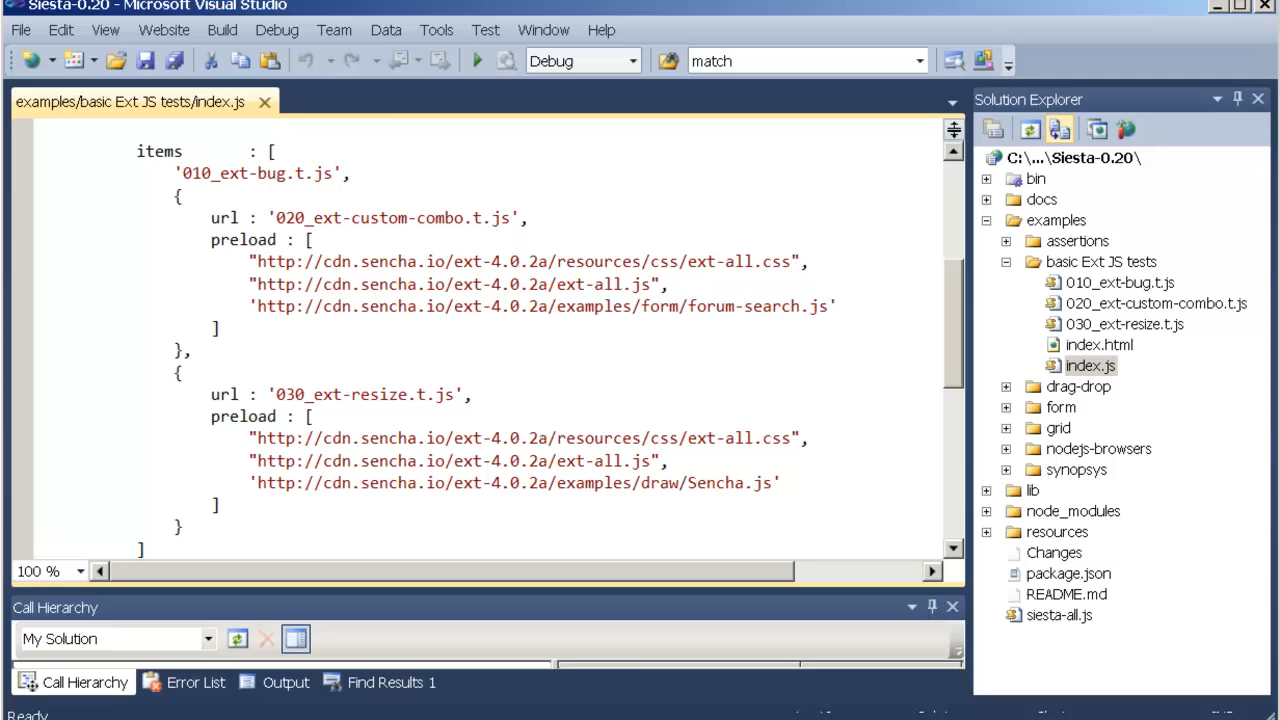 Siesta-0.20 - Microsoft Visual Studio
File Edit View Website Build Debug Team Data Tools Test Window Help
Debug match
examples/basic Ext JS tests/index.js
items : [
'010_ext-bug.t.js',
{
url : '020_ext-custom-combo.t.js',
preload : [
"http://cdn.sencha.io/ext-4.0.2a/resources/css/ext-all.css",
"http://cdn.sencha.io/ext-4.0.2a/ext-all.js",
'http://cdn.sencha.io/ext-4.0.2a/examples/form/forum-search.js'
]
},
{
url : '030_ext-resize.t.js',
preload : [
"http://cdn.sencha.io/ext-4.0.2a/resources/css/ext-all.css",
"http://cdn.sencha.io/ext-4.0.2a/ext-all.js",
'http://cdn.sencha.io/ext-4.0.2a/examples/draw/Sencha.js'
]
}
]
100 %
Call Hierarchy
My Solution
Call Hierarchy Error List Output Find Results 1
Ready
Solution Explorer
C:\...\Siesta-0.20\
bin
docs
examples
assertions
basic Ext JS tests
010_ext-bug.t.js
020_ext-custom-combo.t.js
030_ext-resize.t.js
index.html
index.js
drag-drop
form
grid
nodejs-browsers
synopsys
lib
node_modules
resources
Changes
package.json
README.md
siesta-all.js